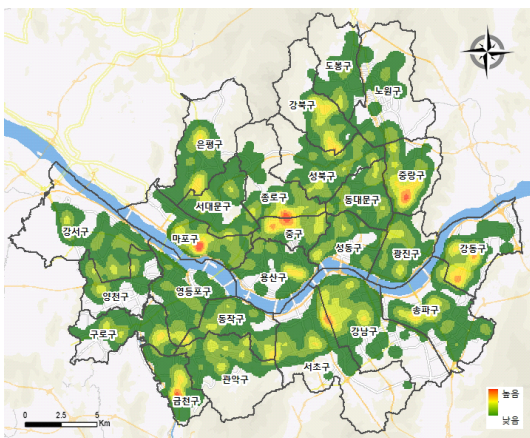 도봉구
노원구
강북구
은평구
성북구
중랑구
서대문구
종로구
동대문구
강서구
마포구
중구
성동구
광진구
강동구
양천구
영등포구
용산구
송파구
구로구
동작구
강남구
관악구
서초구
금천구
높음
낮음
0 2.5 5
Km